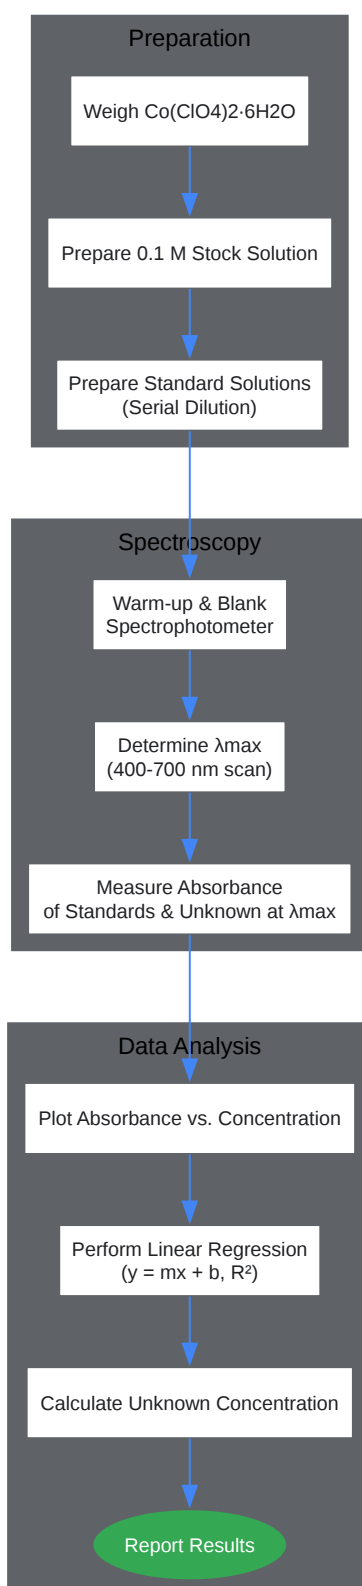 Preparation
Weigh Co(ClO4)2·6H2O
Prepare 0.1 M Stock Solution
Prepare Standard Solutions
(Serial Dilution)
Spectroscopy
Warm-up & Blank
Spectrophotometer
Determine λmax
(400-700 nm scan)
Measure Absorbance
of Standards & Unknown at λmax
Data Analysis
Plot Absorbance vs. Concentration
Perform Linear Regression
(y = mx + b, R²)
Calculate Unknown Concentration
Report Results